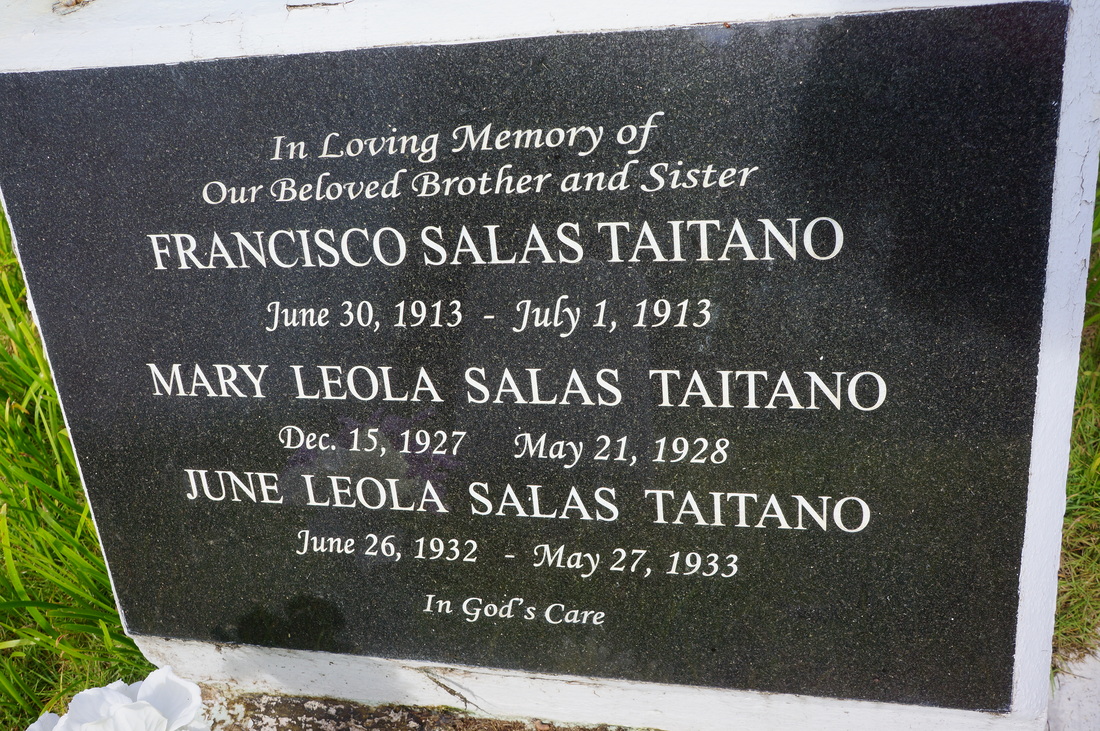 In Loving Memory of
Our Beloved Brother and Sister
FRANCISCO SALAS TAITANO
June 30, 1913 - July 1, 1913
MARY LEOLA SALAS TAITANO
Dec. 15, 1927 May 21, 1928
JUNE LEOLA SALAS TAITANO
June 26, 1932 - May 27, 1933
In God's Care